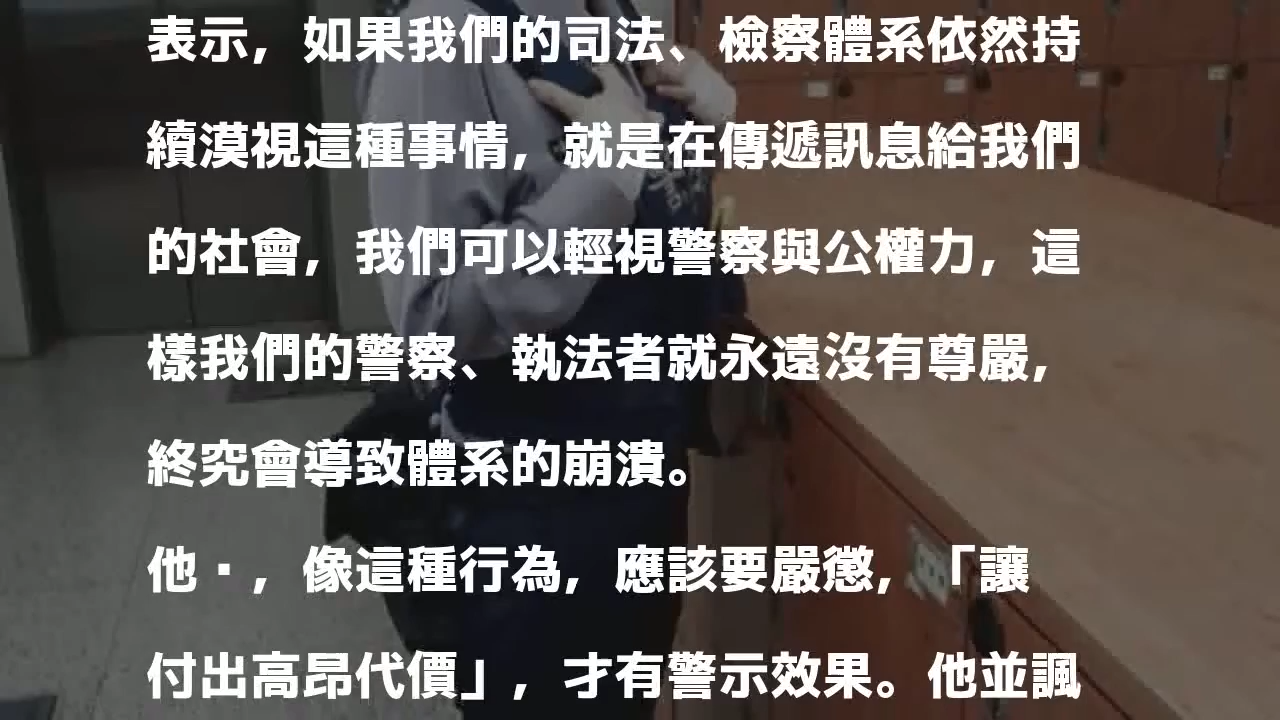 表示，如果我們的司法、檢察體系依然持
續漠視這種事情，就是在傳遞訊息給我們
的社會，我們可以輕視警察與公權力，這
樣我們的警察、執法者就永遠沒有尊嚴，
終究會導致體系的崩潰。
他▪，像這種行為，應該要嚴懲，「讓
付出高昂代價」，才有警示效果。他並諷